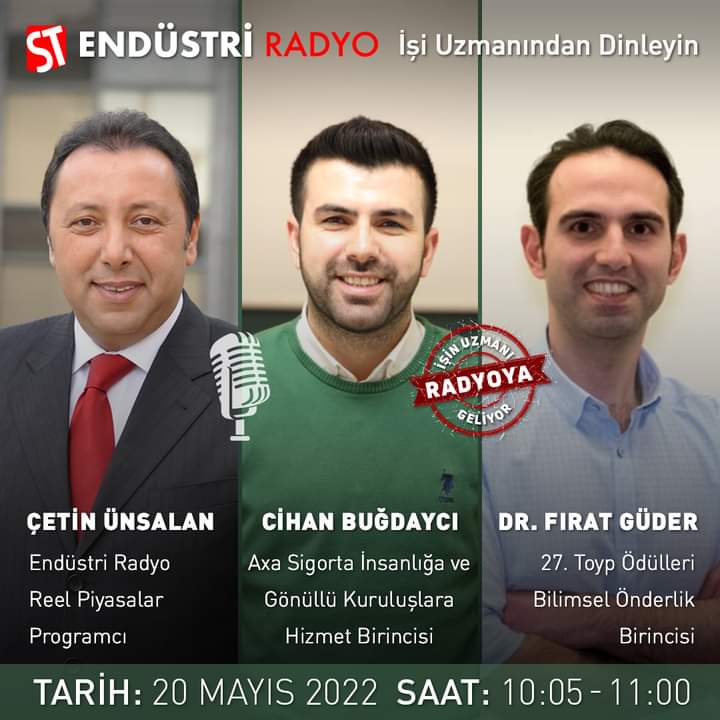 ST ENDÜSTRİ RADYO İşi Uzmanından Dinleyin
İŞİN UZMANI
RADYOYA
GELİYOR
ÇETİN ÜNSALAN
Endüstri Radyo
Reel Piyasalar
Programcı
CİHAN BUĞDAYCI
Axa Sigorta İnsanlığa ve
Gönüllü Kuruluşlara
Hizmet Birincisi
DR. FIRAT GÜDER
27. Toyp Ödülleri
Bilimsel Önderlik
Birincisi
TARİH: 20 MAYIS 2022 SAAT: 10:05 - 11:00